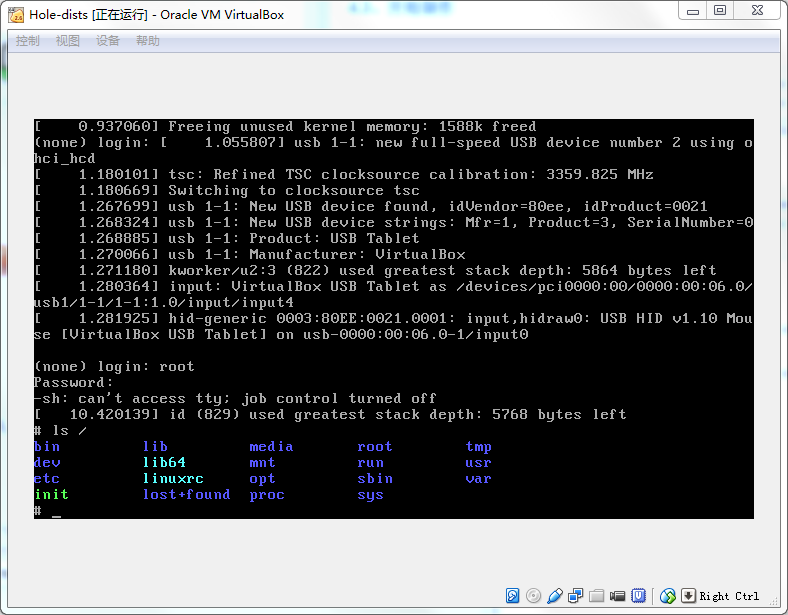 Hole-dists [正在运行] - Oracle VM VirtualBox
控制 视图 设备 帮助
[    0.937060] Freeing unused kernel memory: 1588k freed
(none) login: [    1.055807] usb 1-1: new full-speed USB device number 2 using o
hci_hcd
[    1.180101] tsc: Refined TSC clocksource calibration: 3359.825 MHz
[    1.180669] Switching to clocksource tsc
[    1.267699] usb 1-1: New USB device found, idVendor=80ee, idProduct=0021
[    1.268324] usb 1-1: New USB device strings: Mfr=1, Product=3, SerialNumber=0
[    1.268885] usb 1-1: Product: USB Tablet
[    1.270066] usb 1-1: Manufacturer: VirtualBox
[    1.271180] kworker/u2:3 (822) used greatest stack depth: 5864 bytes left
[    1.280364] input: VirtualBox USB Tablet as /devices/pci0000:00/0000:00:06.0/
usb1/1-1/1-1:1.0/input/input4
[    1.281925] hid-generic 0003:80EE:0021.0001: input,hidraw0: USB HID v1.10 Mou
se [VirtualBox USB Tablet] on usb-0000:00:06.0-1/input0
(none) login: root
Password:
-sh: can't access tty; job control turned off
[   10.420139] id (829) used greatest stack depth: 5768 bytes left
# ls /
bin lib media root tmp
dev lib64 mnt run usr
etc linuxrc opt sbin var
init lost+found proc sys
# _
Right Ctrl